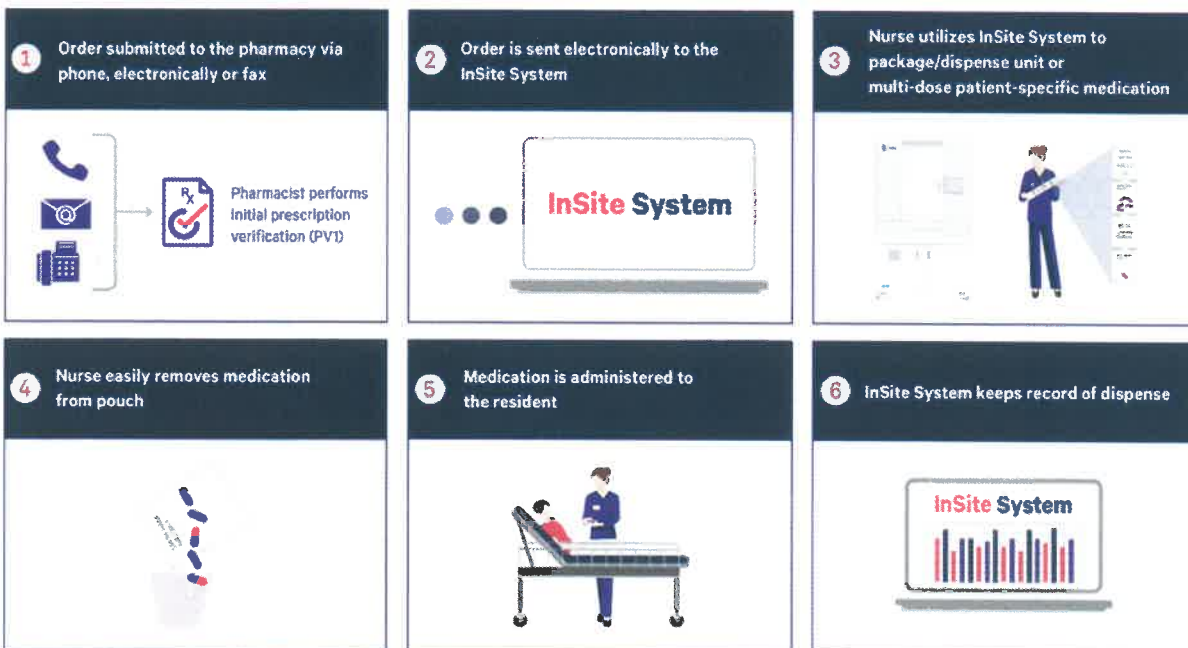 1
Order submitted to the pharmacy via
phone, electronically or fax
Rx
Pharmacist performs
initial prescription
verification (PV1)
2
Order is sent electronically to the
InSite System
InSite System
3
Nurse utilizes InSite System to
package/dispense unit or
multi-dose patient-specific medication
4
Nurse easily removes medication
from pouch
5
Medication is administered to
the resident
6
InSite System keeps record of dispense
InSite System